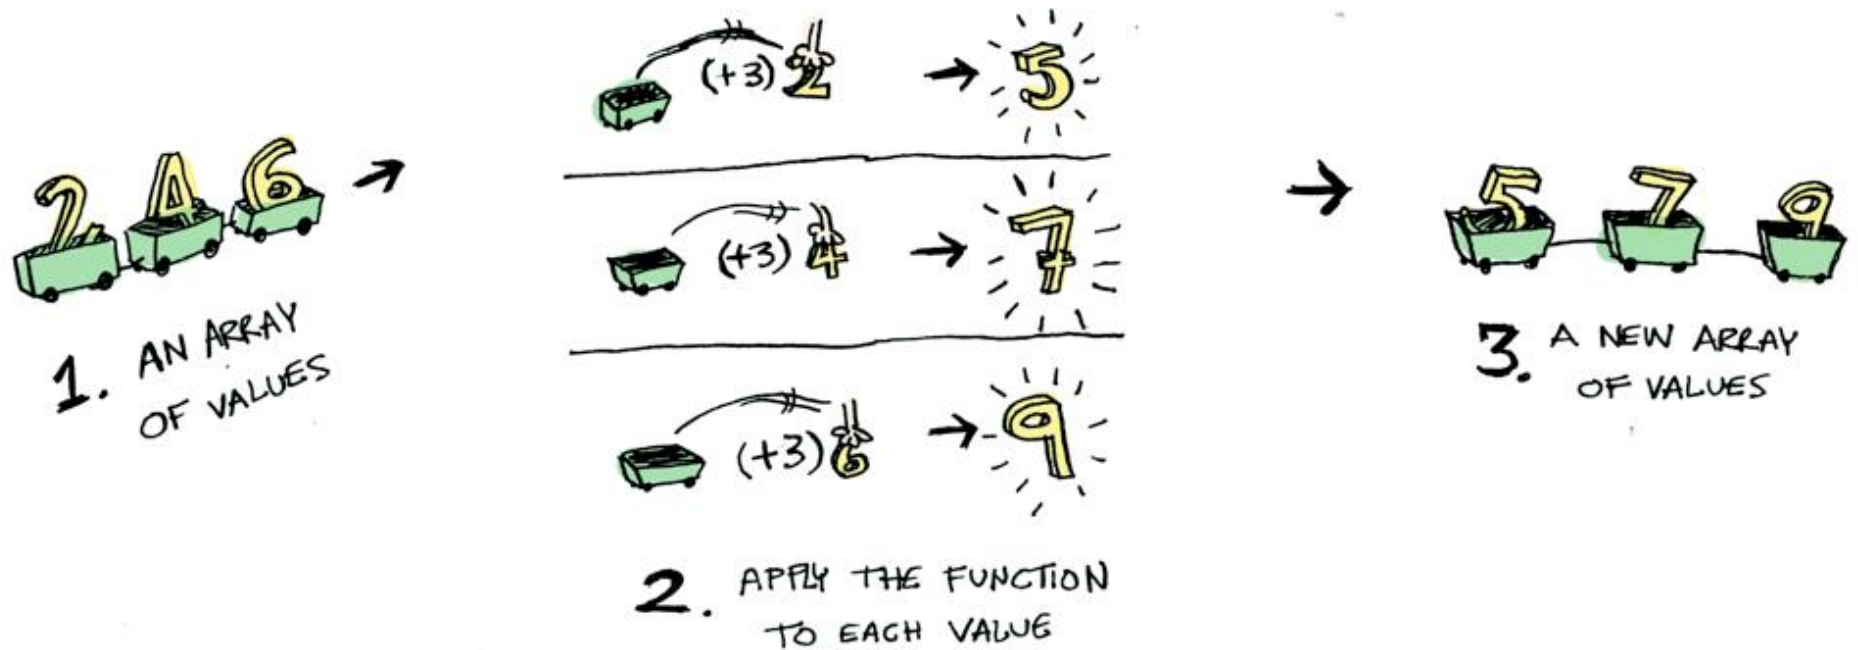 2 4 6
1. AN ARRAY
OF VALUES
(+3) 2 → 5
(+3) 4 → 7
(+3) 6 → 9
2. APPLY THE FUNCTION
TO EACH VALUE
5 7 9
3. A NEW ARRAY
OF VALUES